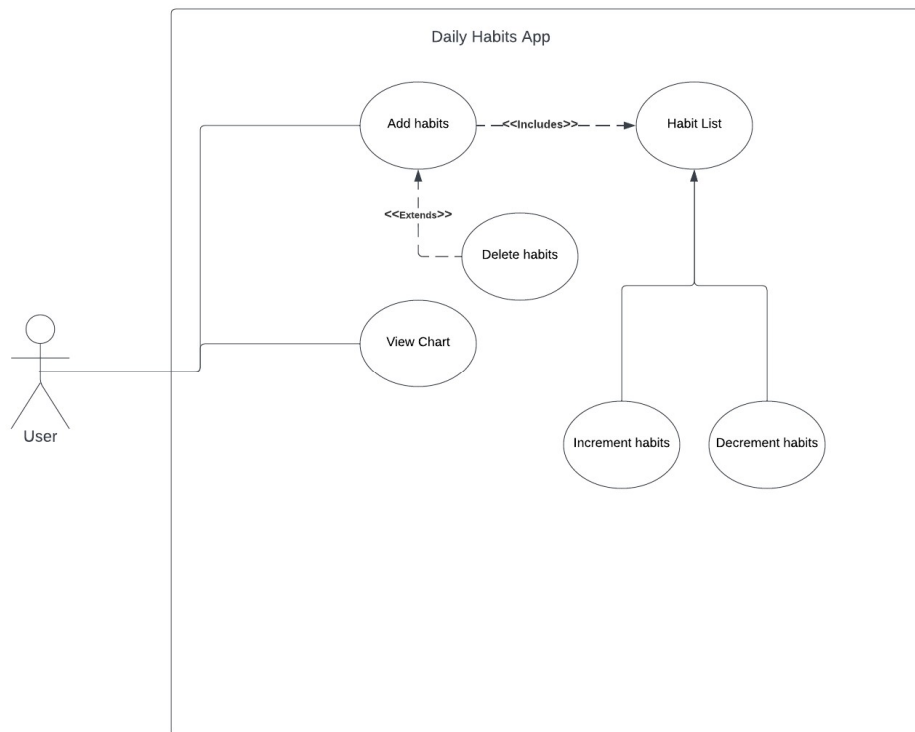 Daily Habits App
Add habits
<<Includes>>
Habit List
<<Extends>>
Delete habits
View Chart
User
Increment habits
Decrement habits